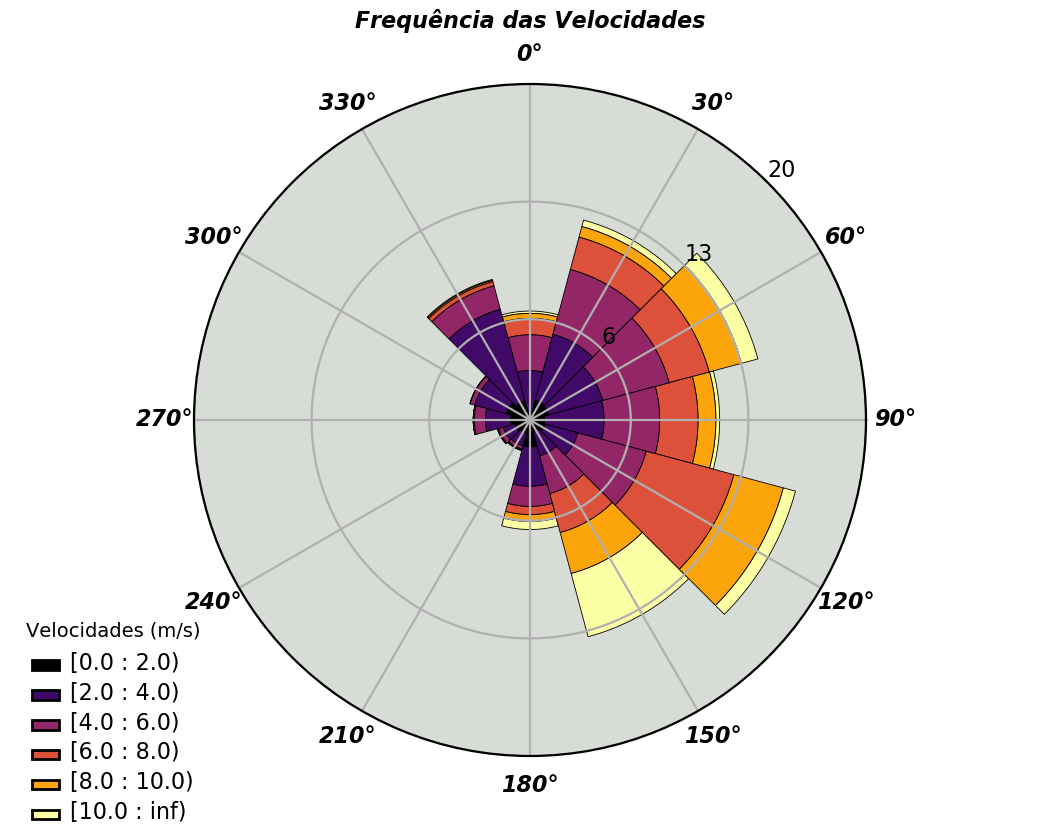 Frequência das Velocidades
0°
330°
30°
20
300°
60°
13
6
270°
90°
240°
120°
210°
150°
180°
Velocidades (m/s)
[0.0 : 2.0)
[2.0 : 4.0)
[4.0 : 6.0)
[6.0 : 8.0)
[8.0 : 10.0)
[10.0 : inf)